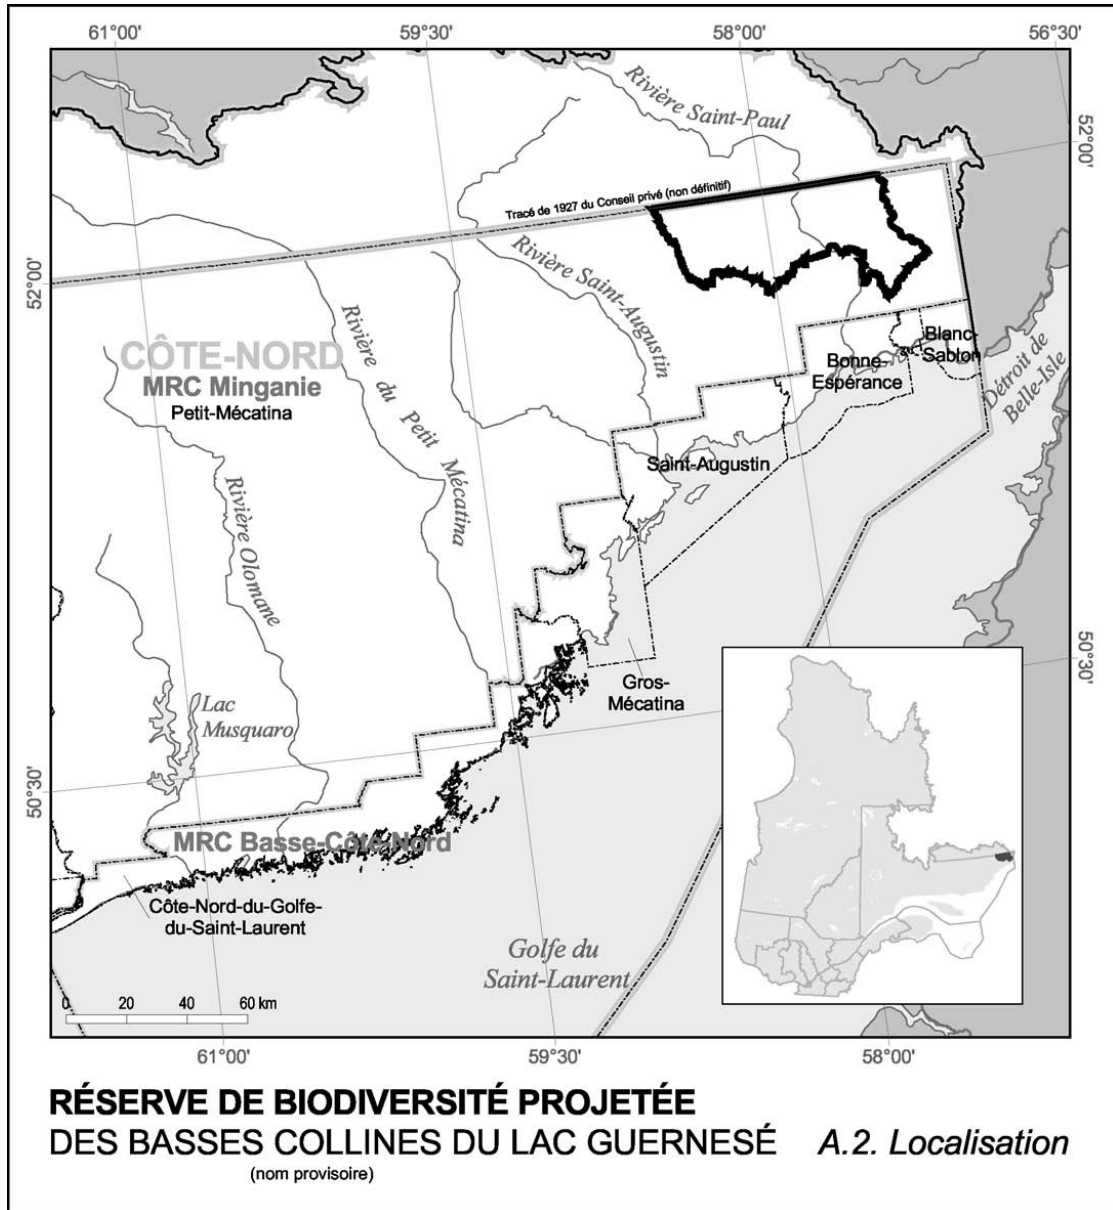 61°00'
59°30'
58°00'
56°30'
Rivière Saint-Paul
52°00'
Tracé de 1927 du Conseil privé (non définitif)
Rivière Saint-Augustin
52°00'
Rivière du Petit Mécatina
CÔTE-NORD
MRC Minganie
Petit-Mécatina
Blanc-
Sablon
Bonne-
Espérance
Détroit de
Belle-Isle
Saint-Augustin
Rivière Olomane
50°30'
Gros-
Mécatina
Lac
Musquaro
50°30'
MRC Basse-Côte-Nord
Côte-Nord-du-Golfe-
du-Saint-Laurent
Golfe du
Saint-Laurent
0 20 40 60 km
61°00'
59°30'
58°00'
RÉSERVE DE BIODIVERSITÉ PROJETÉE
DES BASSES COLLINES DU LAC GUERNESÉ A.2. Localisation
(nom provisoire)